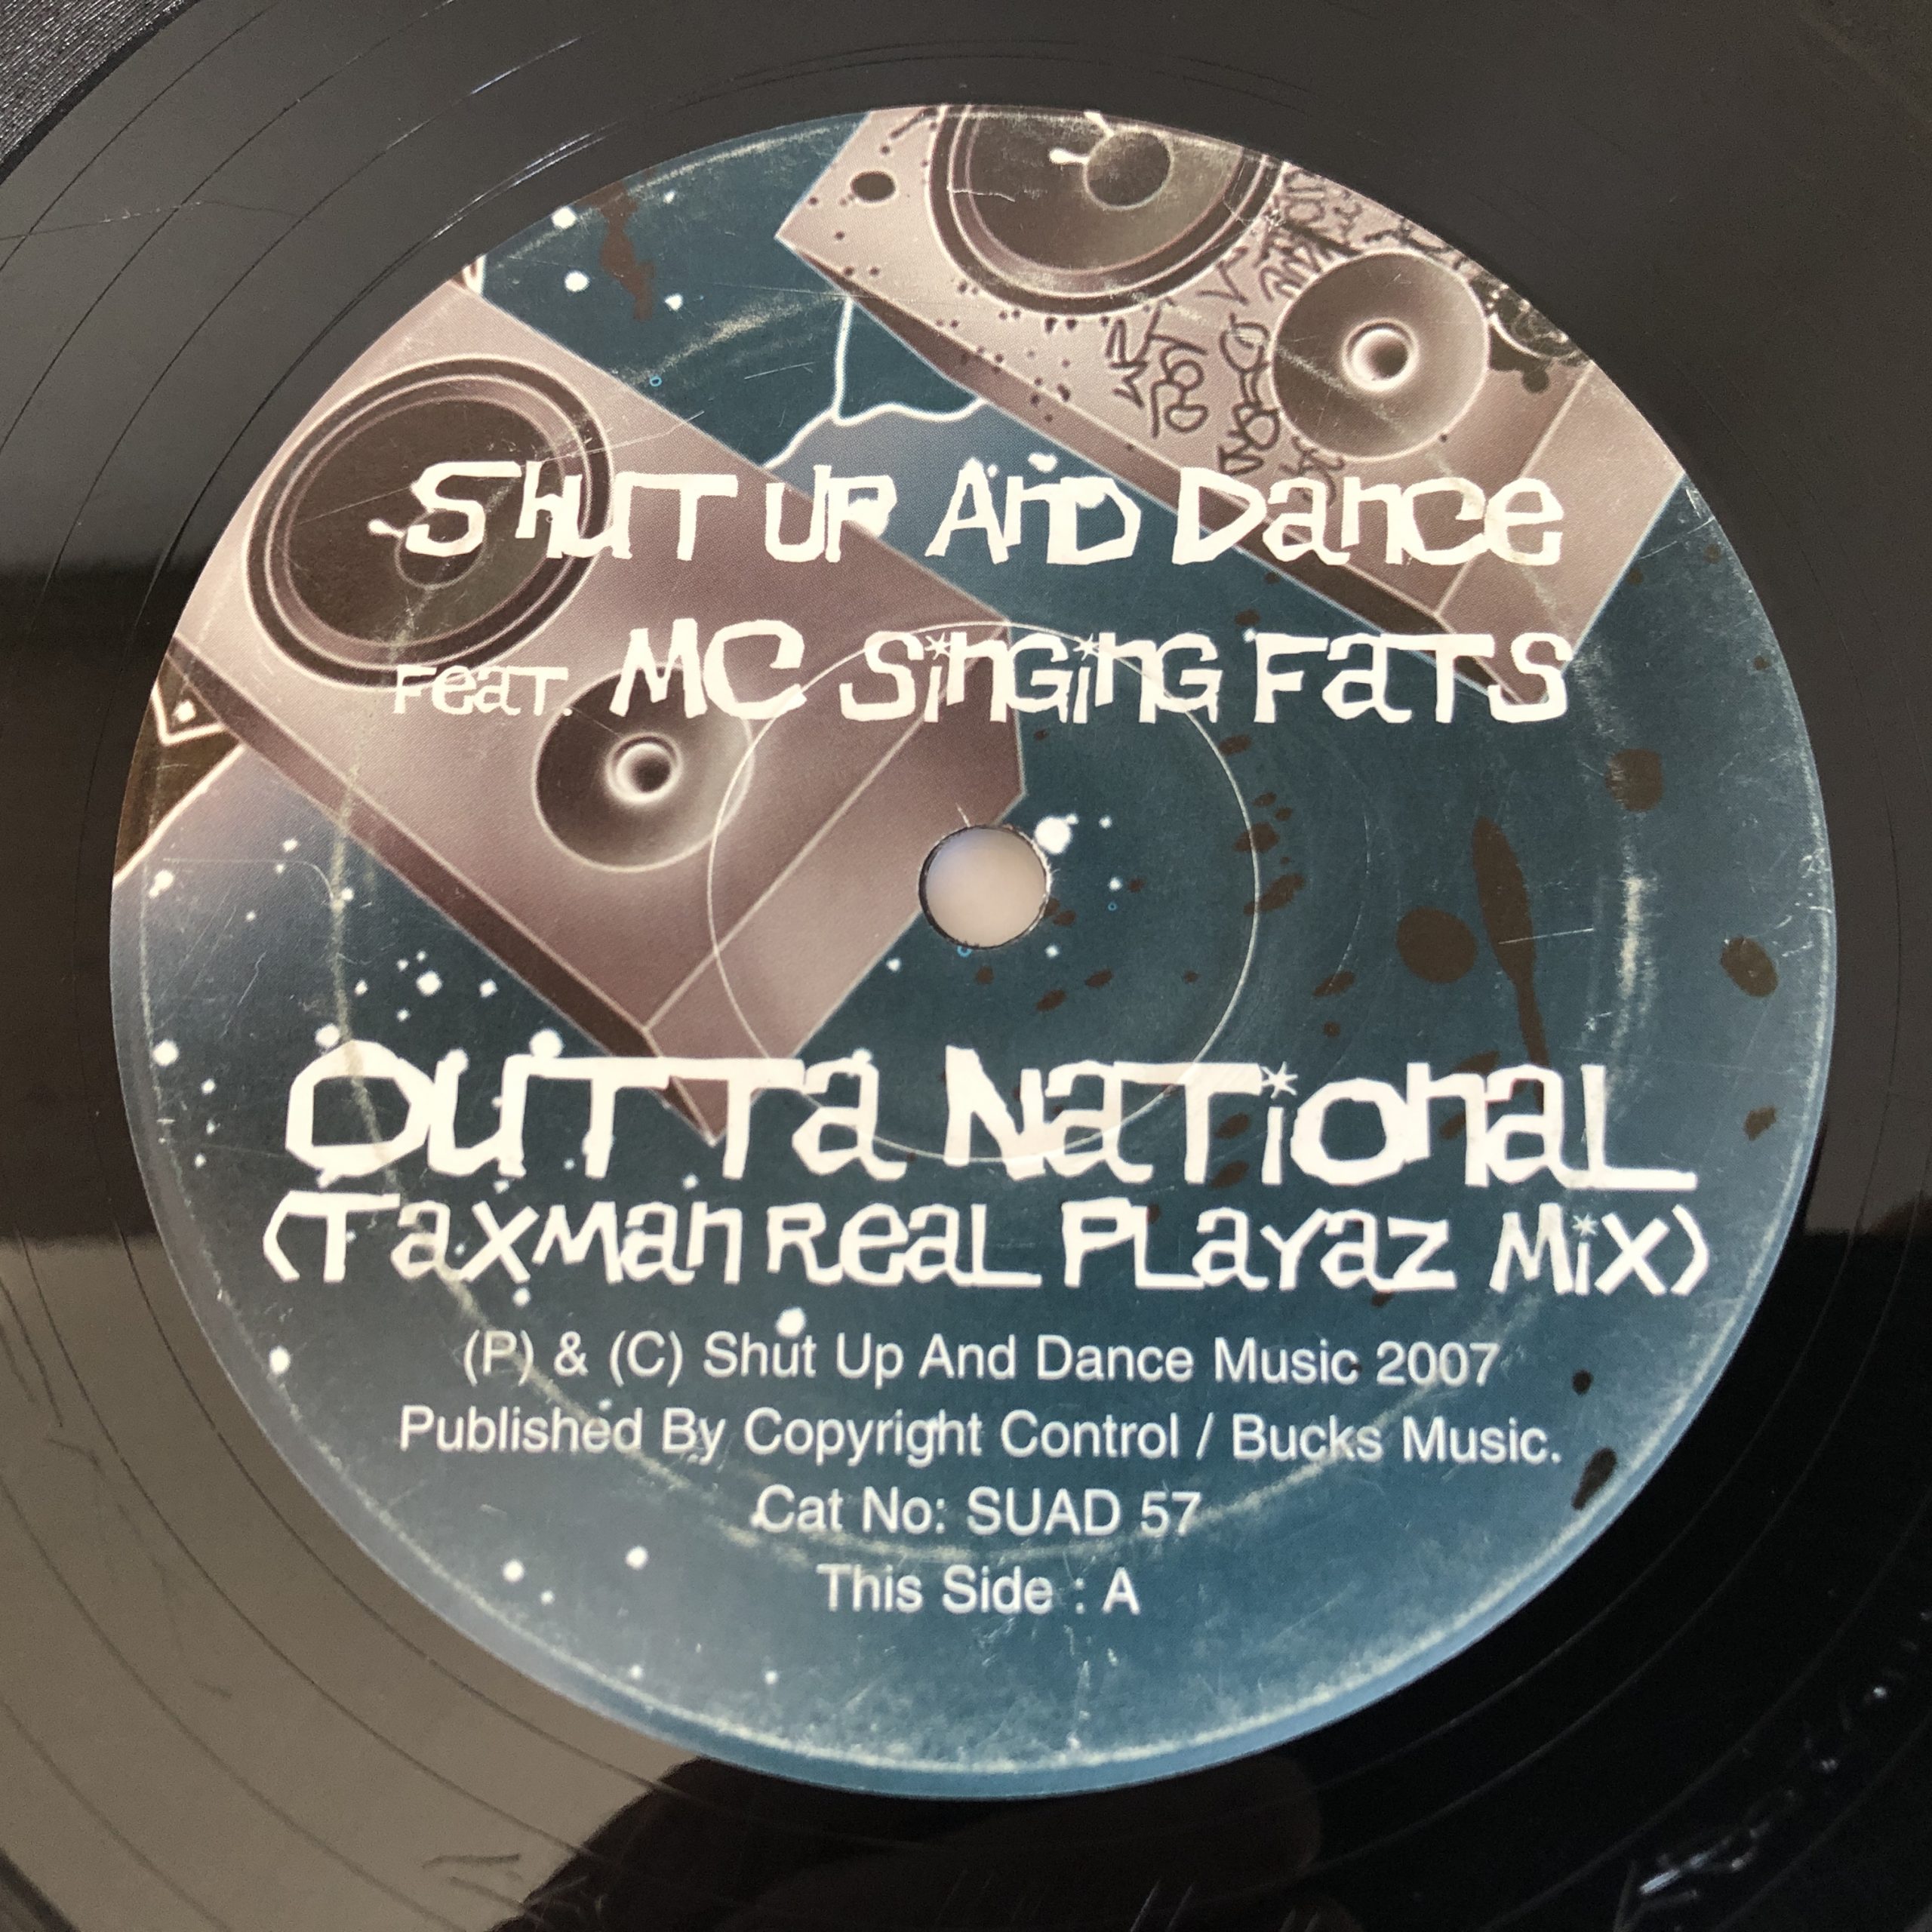 Shut Up And Dance
Feat. MC Singing Fats
Outta National
(Taxman Real Playaz Mix)
(P) & (C) Shut Up And Dance Music 2007
Published By Copyright Control / Bucks Music.
Cat No: SUAD 57
This Side : A